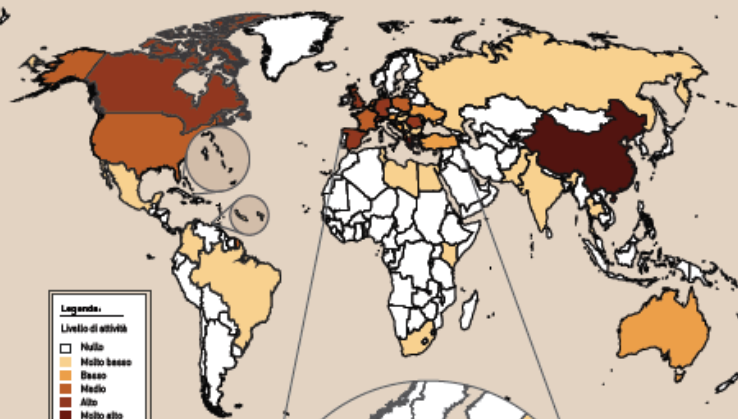 Legenda:
Livello di attività
Nullo
Molto basso
Basso
Medio
Alto
Molto alto